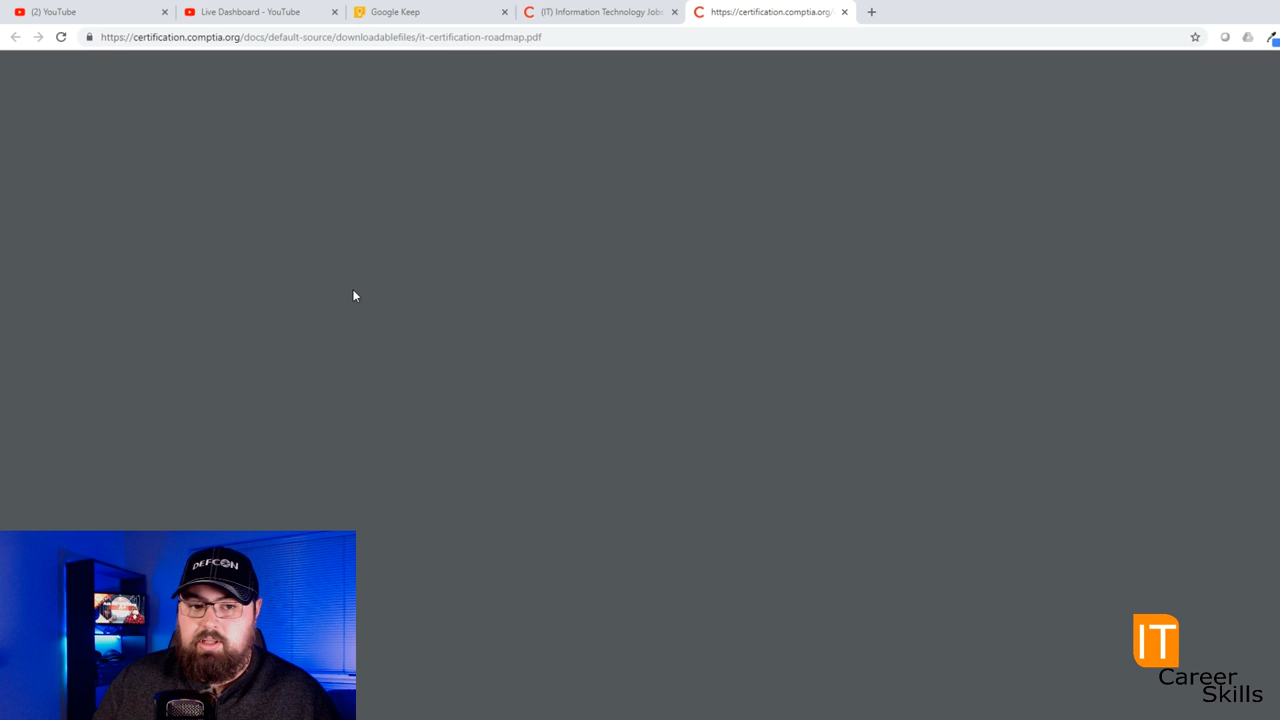 (2) YouTube
Live Dashboard - YouTube
Google Keep
(IT) Information Technology Jobs
https://certification.comptia.org/
https://certification.comptia.org/docs/default-source/downloadablefiles/it-certification-roadmap.pdf
DEFCON
IT
Career
Skills